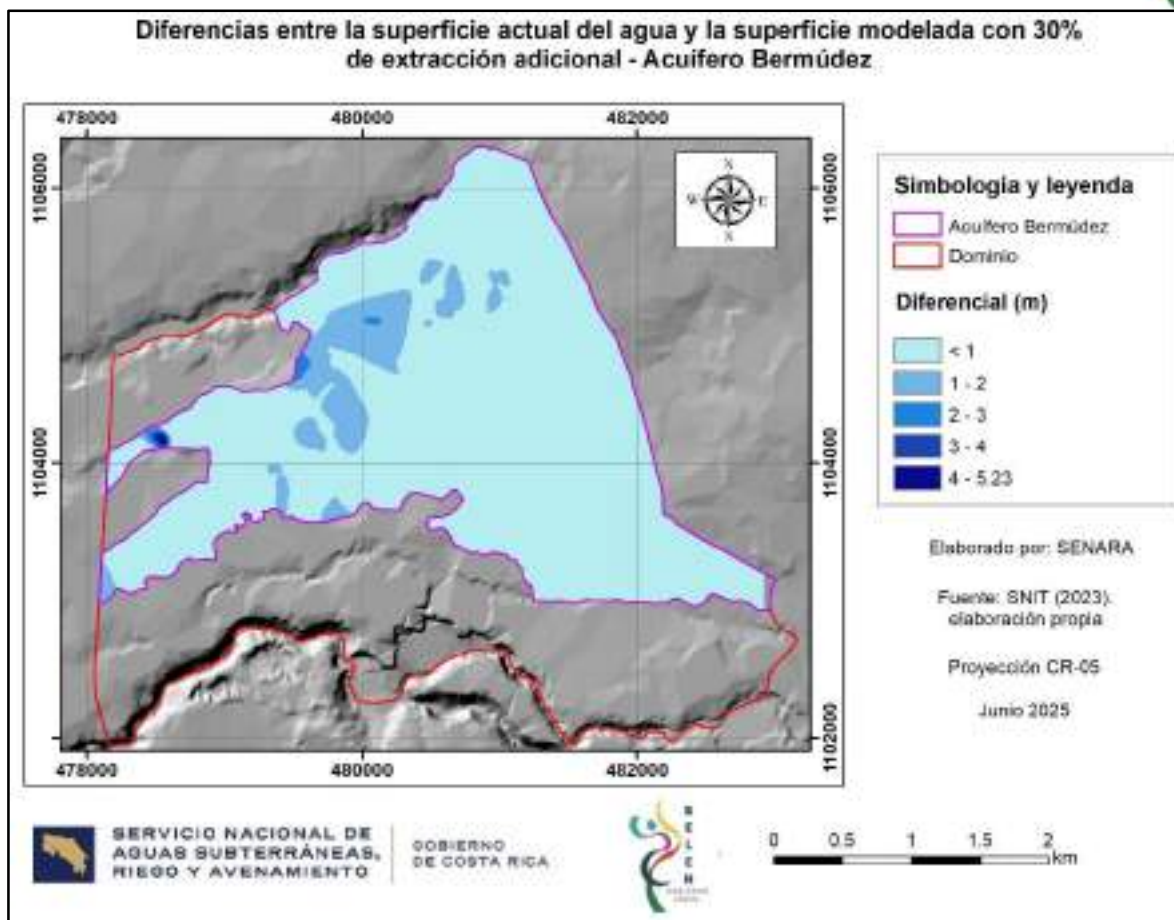 Diferencias entre la superficie actual del agua y la superficie modelada con 30%
de extracción adicional - Acuífero Bermúdez
478000 480000 482000
1106000 1106000
1104000 1104000
1102000
478000 480000 482000
N
W E
Simbología y leyenda
Acuífero Bermúdez
Dominio
Diferencial (m)
< 1
1 - 2
2 - 3
3 - 4
4 - 5.23
Elaborado por: SENARA
Fuente: SNIT (2023).
elaboración propia
Proyección CR-05
Junio 2025
SERVICIO NACIONAL DE
AGUAS SUBTERRÁNEAS,
RIEGO Y AVENAMIENTO
GOBIERNO
DE COSTA RICA
BELEN
0 0.5 1 1.5 2
km